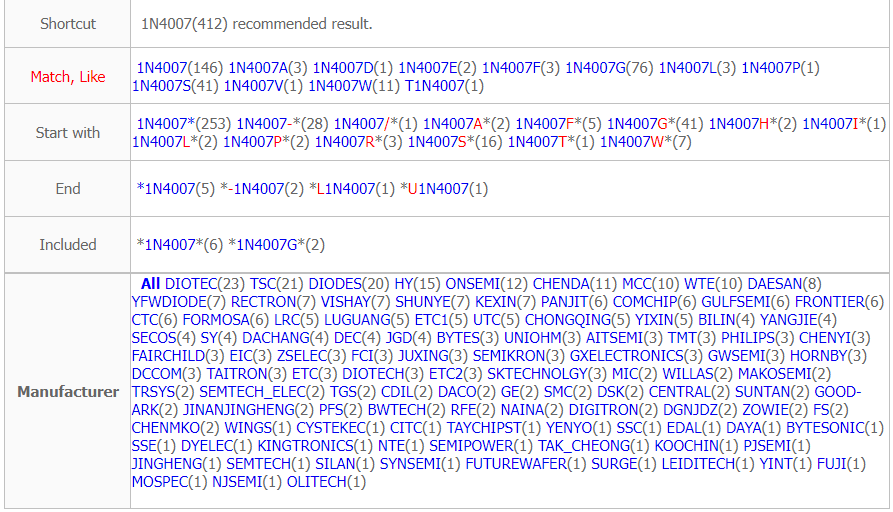 Shortcut
1N4007(412) recommended result.
Match, Like
1N4007(146) 1N4007A(3) 1N4007D(1) 1N4007E(2) 1N4007F(3) 1N4007G(76) 1N4007L(3) 1N4007P(1)
1N4007S(41) 1N4007V(1) 1N4007W(11) T1N4007(1)
Start with
1N4007*(253) 1N4007-*(28) 1N4007/*(1) 1N4007A*(2) 1N4007F*(5) 1N4007G*(41) 1N4007H*(2) 1N4007I*(1)
1N4007L*(2) 1N4007P*(2) 1N4007R*(3) 1N4007S*(16) 1N4007T*(1) 1N4007W*(7)
End
*1N4007(5) *-1N4007(2) *L1N4007(1) *U1N4007(1)
Included
*1N4007*(6) *1N4007G*(2)
Manufacturer
All DIOTEC(23) TSC(21) DIODES(20) HY(15) ONSEMI(12) CHENDA(11) MCC(10) WTE(10) DAESAN(8)
YFWDIODE(7) RECTRON(7) VISHAY(7) SHUNYE(7) KEXIN(7) PANJIT(6) COMCHIP(6) GULFSEMI(6) FRONTIER(6)
CTC(6) FORMOSA(6) LRC(5) LUGUANG(5) ETC1(5) UTC(5) CHONGQING(5) YIXIN(5) BILIN(4) YANGJIE(4)
SECOS(4) SY(4) DACHANG(4) DEC(4) JGD(4) BYTES(3) UNIOHM(3) AITSEMI(3) TMT(3) PHILIPS(3) CHENYI(3)
FAIRCHILD(3) EIC(3) ZSELEC(3) FCI(3) JUXING(3) SEMIKRON(3) GXELECTRONICS(3) GWSEMI(3) HORNBY(3)
DCCOM(3) TAITRON(3) ETC(3) DIOTECH(3) ETC2(3) SKTECHNOLGY(3) MIC(2) WILLAS(2) MAKOSEMI(2)
TRSYS(2) SEMTECH_ELEC(2) TGS(2) CDIL(2) DACO(2) GE(2) SMC(2) DSK(2) CENTRAL(2) SUNTAN(2) GOOD-
ARK(2) JINANJINGHENG(2) PFS(2) BWTECH(2) RFE(2) NAINA(2) DIGITRON(2) DGNJDZ(2) ZOWIE(2) FS(2)
CHENMKO(2) WINGS(1) CYSTEKEC(1) CITC(1) TAYCHIPST(1) YENYO(1) SSC(1) EDAL(1) DAYA(1) BYTESONIC(1)
SSE(1) DYELEC(1) KINGTRONICS(1) NTE(1) SEMIPOWER(1) TAK_CHEONG(1) KOOCHIN(1) PJSEMI(1)
JINGHENG(1) SEMTECH(1) SILAN(1) SYNSEMI(1) FUTUREWAFER(1) SURGE(1) LEIDITECH(1) YINT(1) FUJI(1)
MOSPEC(1) NJSEMI(1) OLITECH(1)